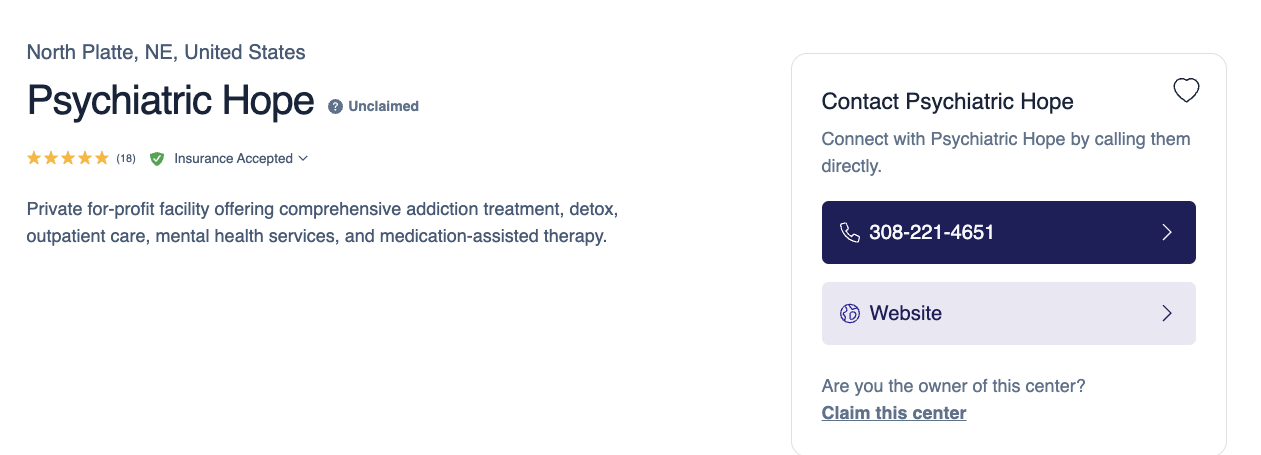 North Platte, NE, United States
Psychiatric Hope ? Unclaimed
(18) Insurance Accepted
Private for-profit facility offering comprehensive addiction treatment, detox,
outpatient care, mental health services, and medication-assisted therapy.
Contact Psychiatric Hope
Connect with Psychiatric Hope by calling them
directly.
308-221-4651
Website
Are you the owner of this center?
Claim this center